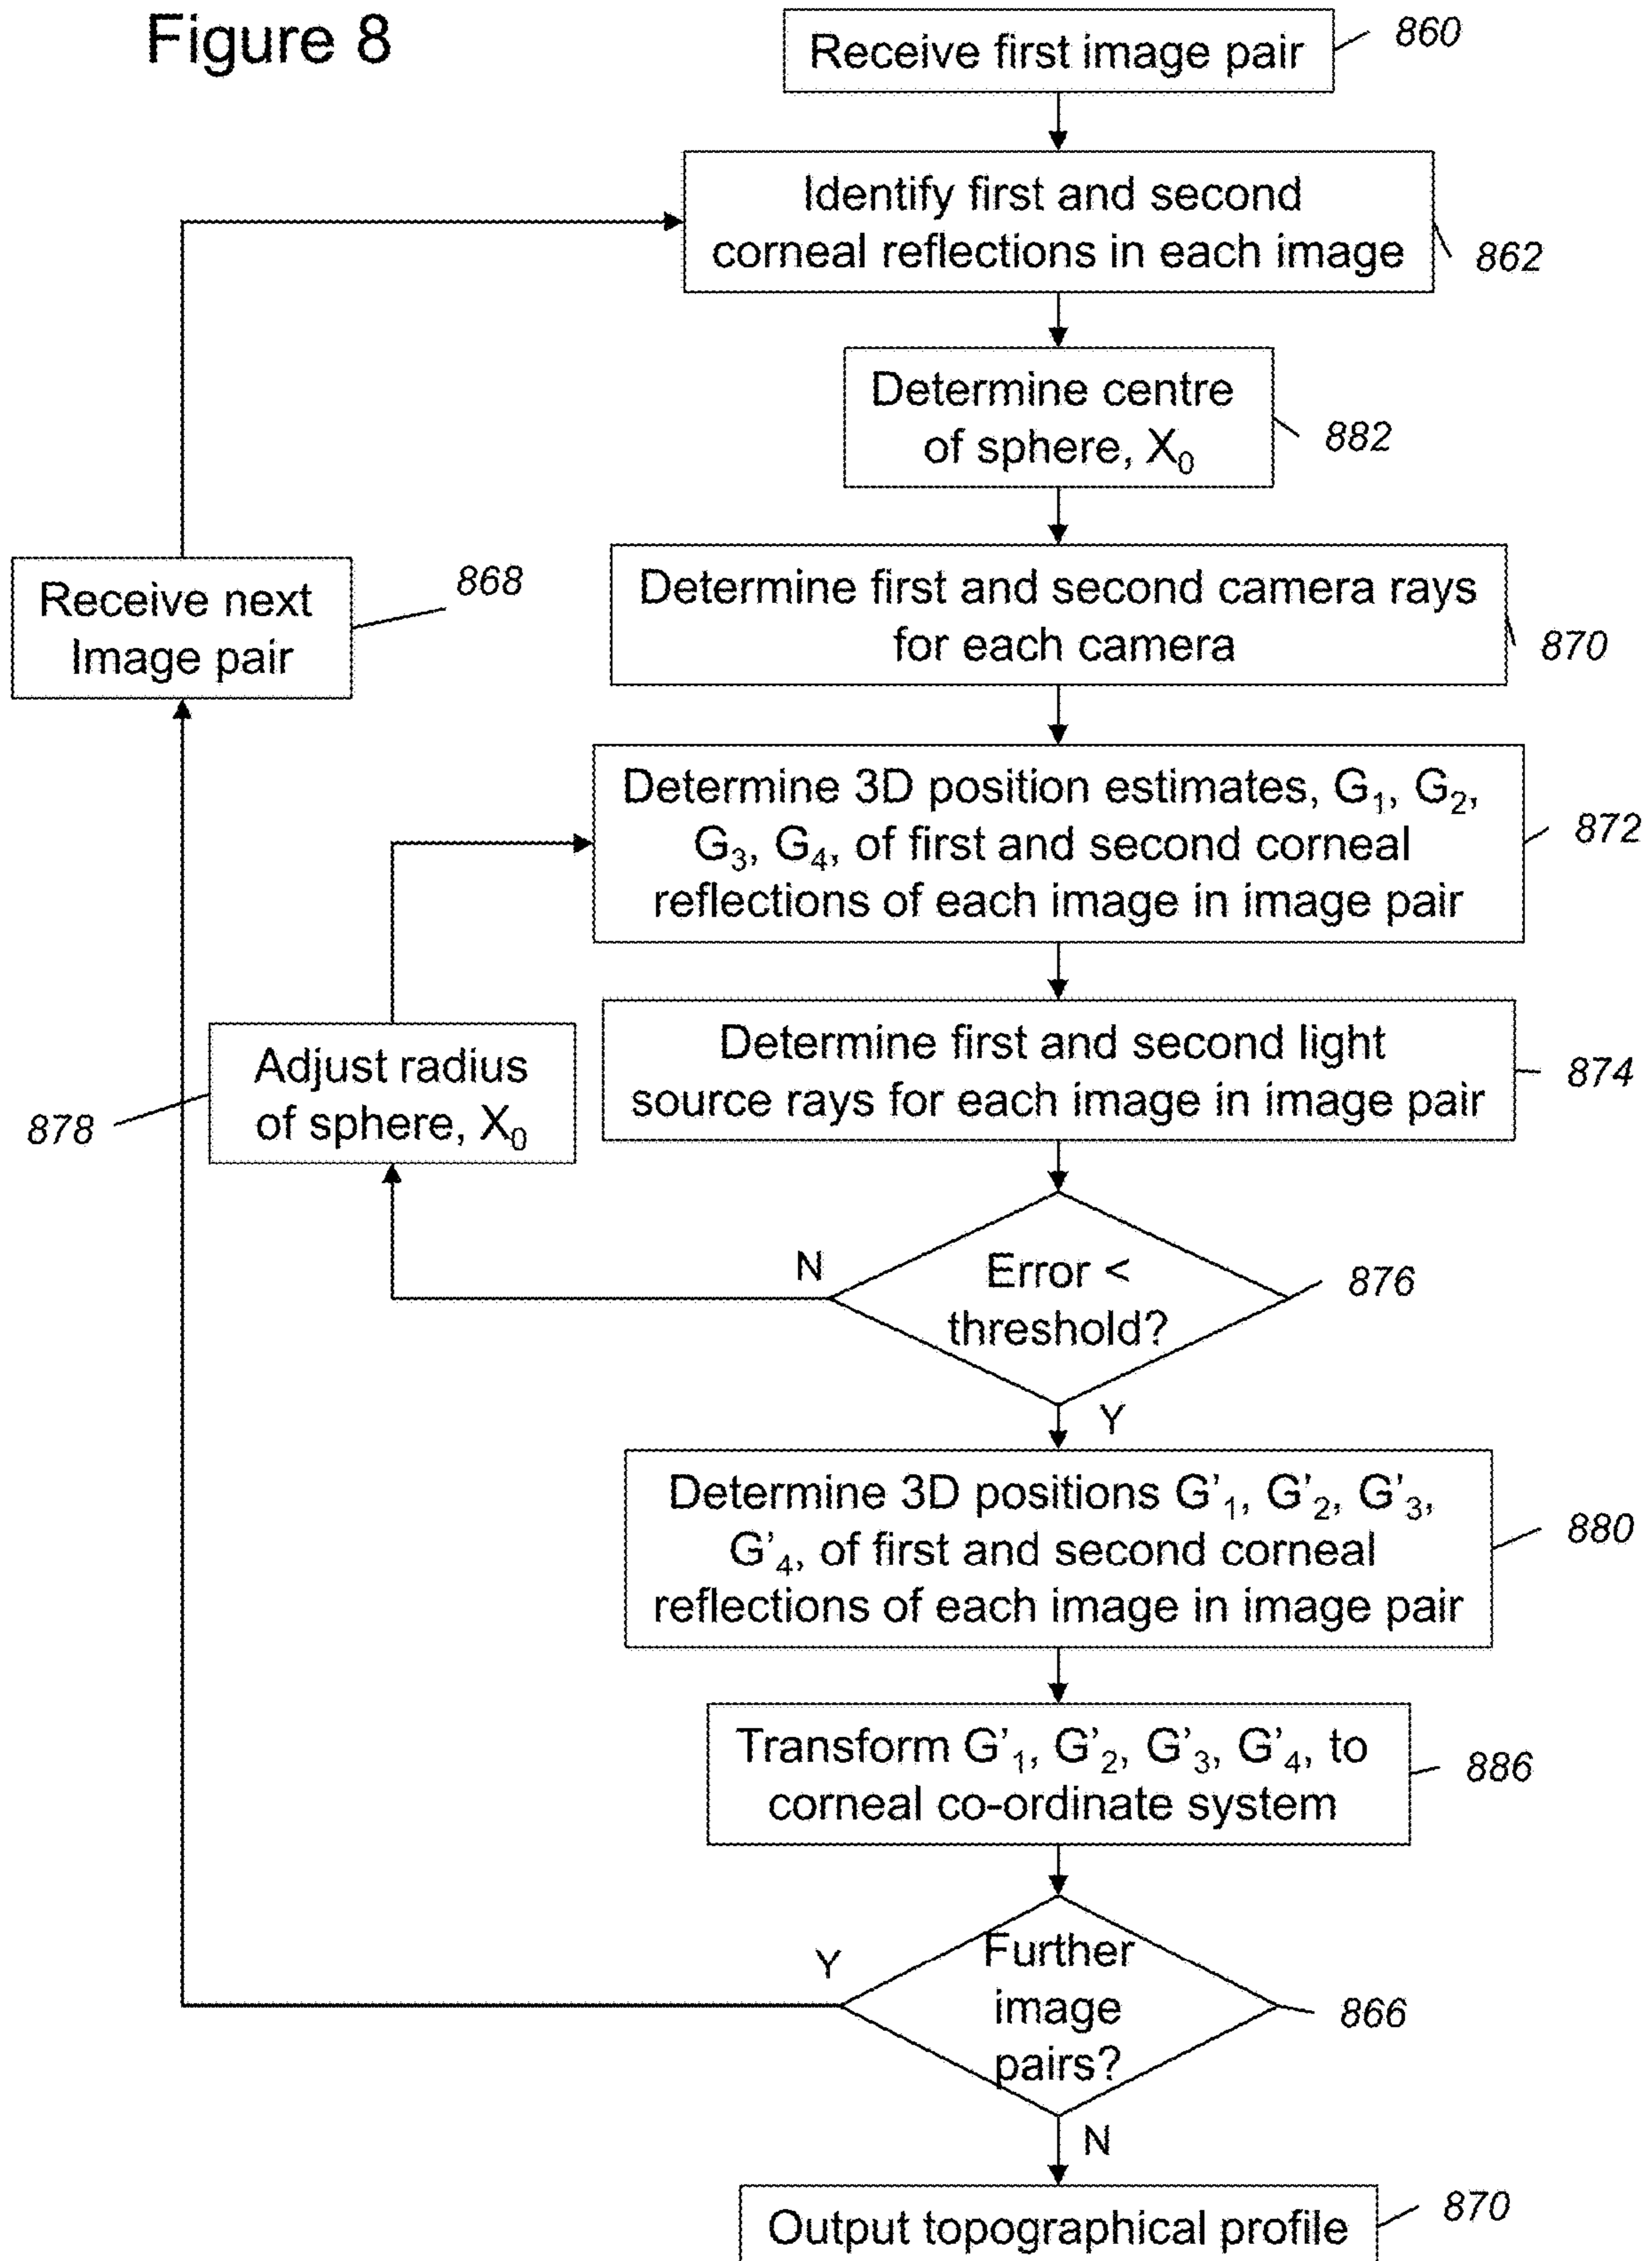 Figure 8
Receive first image pair
860
Identify first and second
corneal reflections in each image
862
Determine centre
of sphere, X₀
882
Receive next
Image pair
868
Determine first and second camera rays
for each camera
870
Determine 3D position estimates, G₁, G₂,
G₃, G₄, of first and second corneal
reflections of each image in image pair
872
Adjust radius
of sphere, X₀
878
Determine first and second light
source rays for each image in image pair
874
N
Error <
threshold?
876
Y
Determine 3D positions G’₁, G’₂, G’₃,
G’₄, of first and second corneal
reflections of each image in image pair
880
Transform G’₁, G’₂, G’₃, G’₄, to
corneal co-ordinate system
886
Y
Further
image
pairs?
866
N
Output topographical profile
870